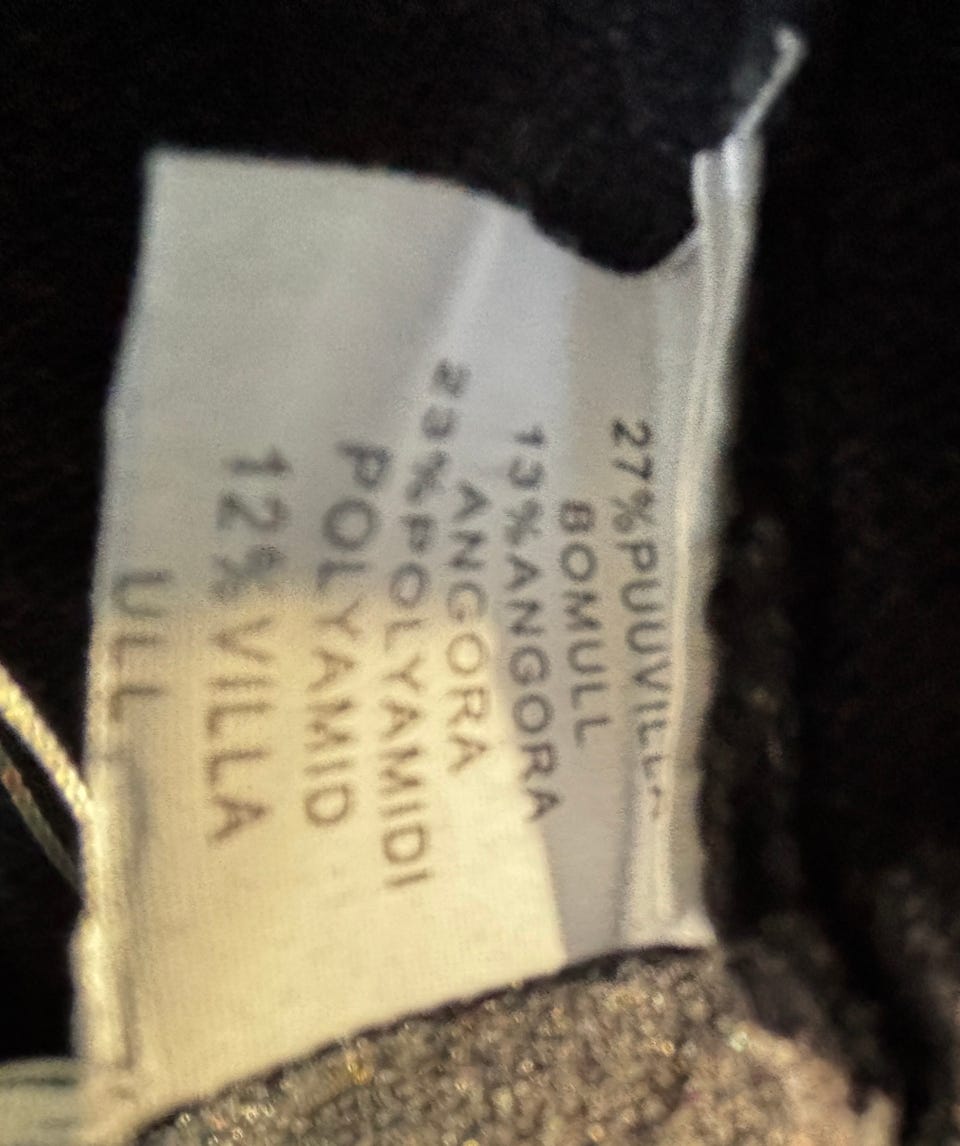 27%PUUVILLA
BOMULL
13%ANGORA
ANGORA
23%POLYAMIDI
POLYAMID
12%VILLA
ULL